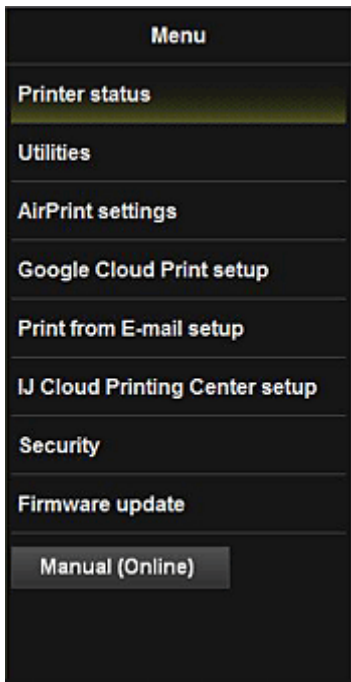 Menu
Printer status
Utilities
AirPrint settings
Google Cloud Print setup
Print from E-mail setup
IJ Cloud Printing Center setup
Security
Firmware update
Manual (Online)